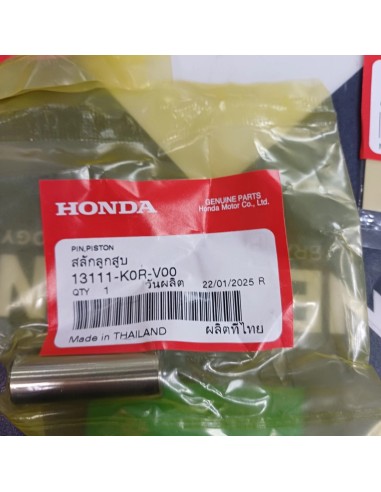 HONDA
GENUINE PARTS
Honda Motor Co., Ltd.
PIN,PISTON
สลักลูกสูบ
13111-K0R-V00
QTY 1 วันผลิต 22/01/2025 R
Made in THAILAND ผลิตที่ไทย